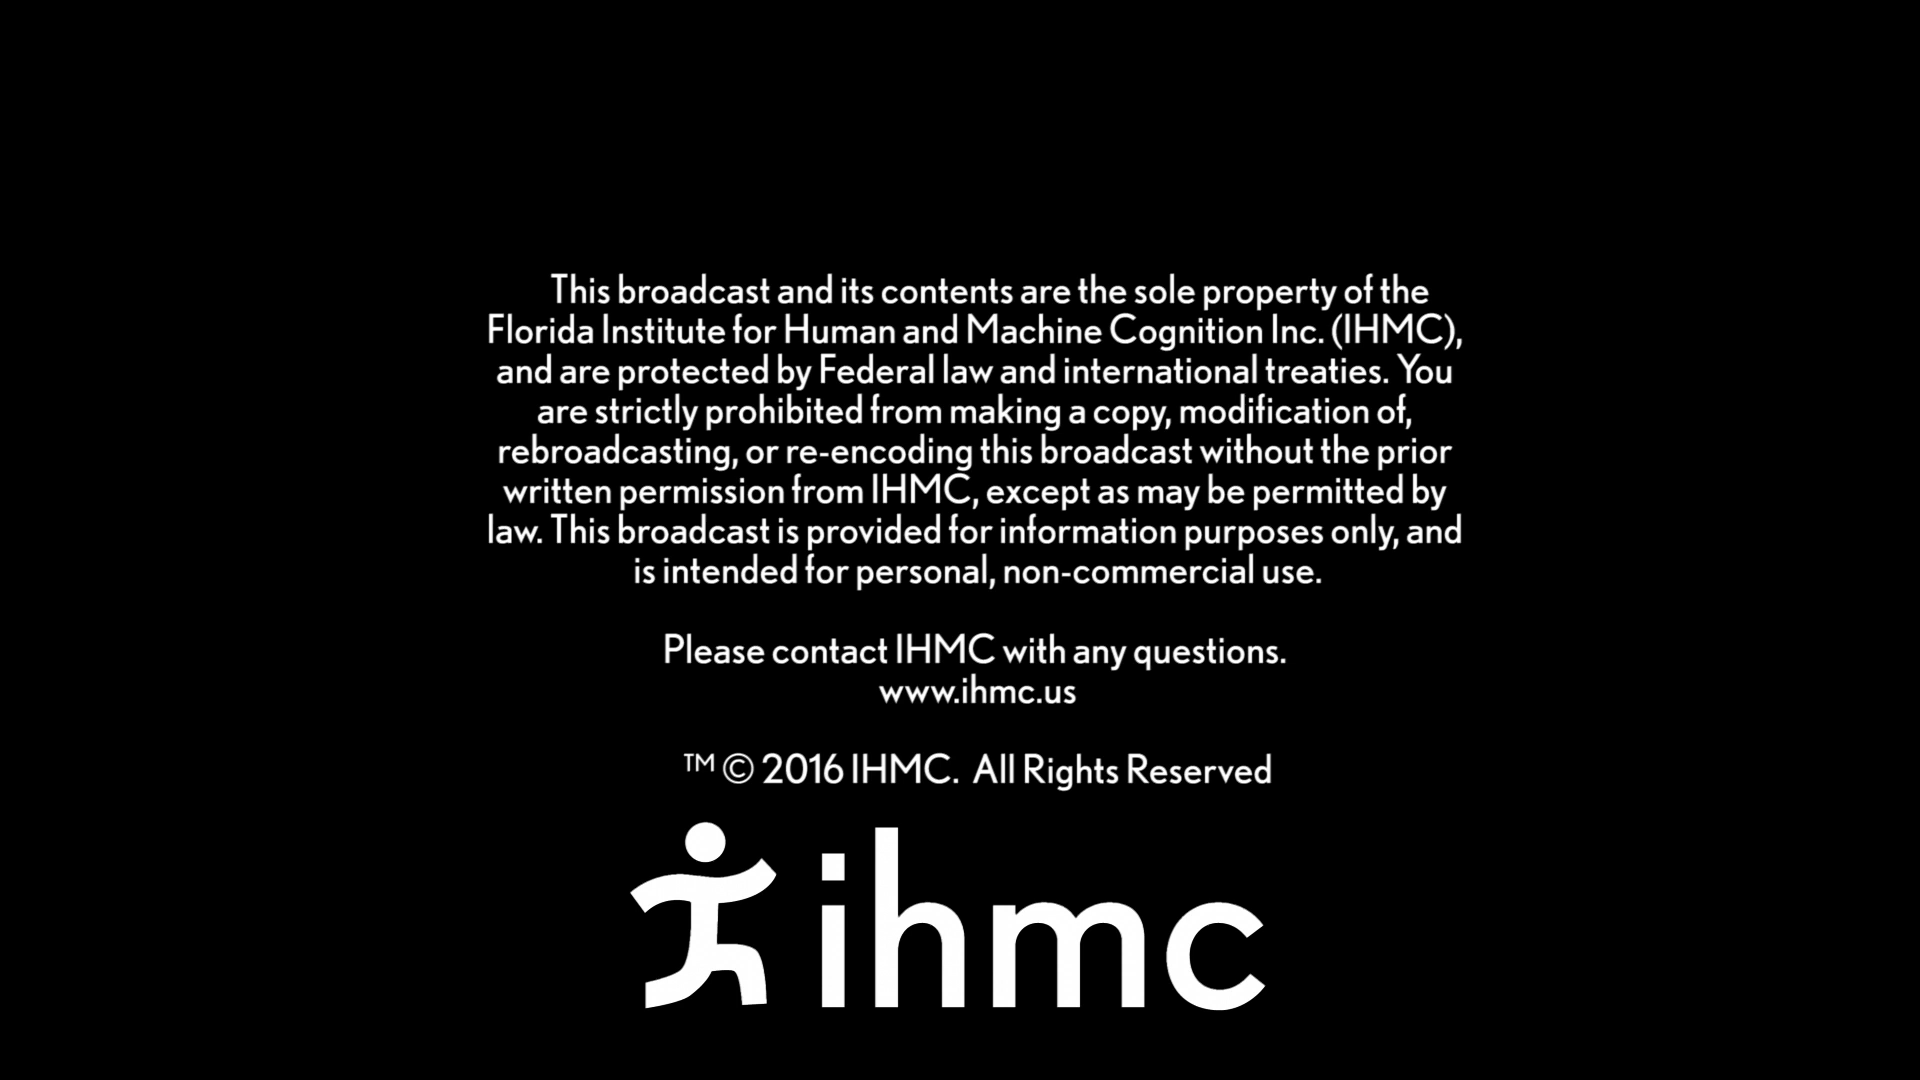 This broadcast and its contents are the sole property of the
Florida Institute for Human and Machine Cognition Inc. (IHMC),
and are protected by Federal law and international treaties. You
are strictly prohibited from making a copy, modification of,
rebroadcasting, or re-encoding this broadcast without the prior
written permission from IHMC, except as may be permitted by
law. This broadcast is provided for information purposes only, and
is intended for personal, non-commercial use.
Please contact IHMC with any questions.
www.ihmc.us
™ © 2016 IHMC. All Rights Reserved
ihmc